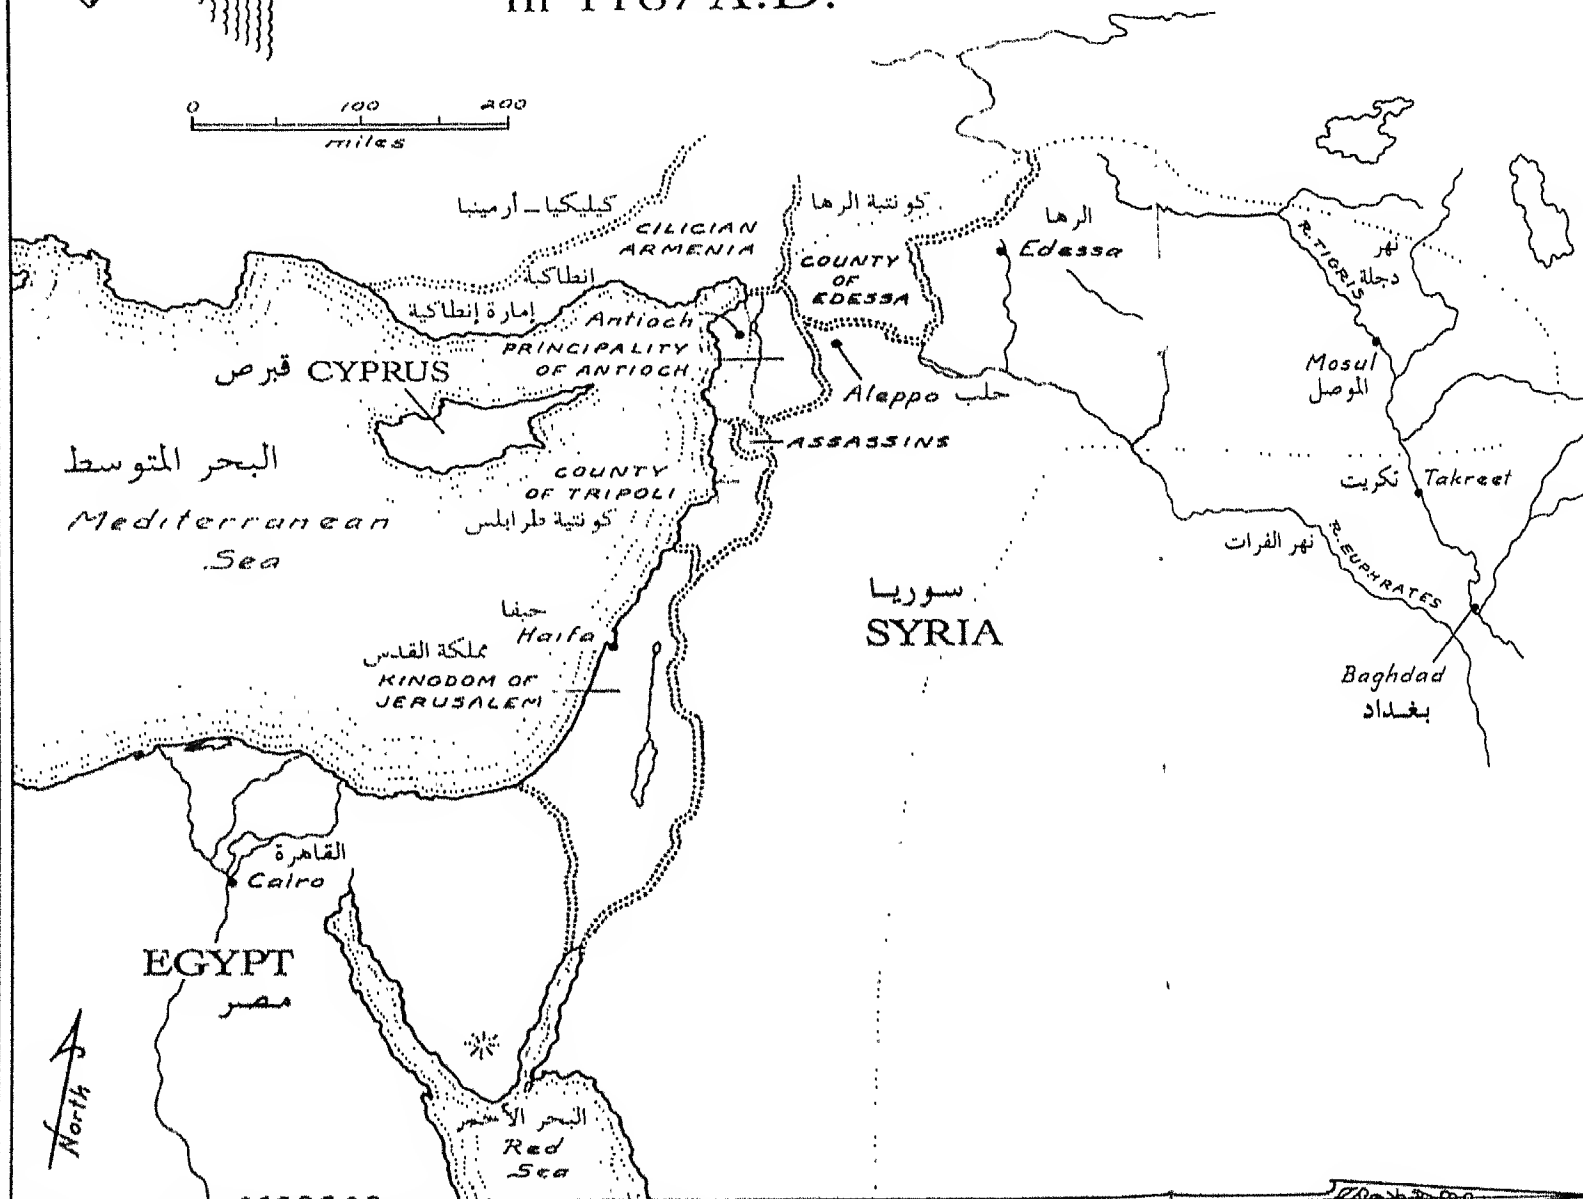 in 1187 A.D.
0 100 200
miles
كيليكيا - أرمينيا
CILICIAN
ARMENIA
كونتية الرها
COUNTY
OF
EDESSA
الرها
Edessa
R. TIGRIS
نهر
دجلة
انطاكية
إمارة إنطاكية
Antioch
PRINCIPALITY
OF ANTIOCH
قبرص CYPRUS
Aleppo حلب
Mosul
الموصل
ASSASSINS
البحر المتوسط
Mediterranean
Sea
COUNTY
OF TRIPOLI
كونتية طرابلس
تكريت Takreet
نهر الفرات
R. EUPHRATES
سوريا
SYRIA
حيفا
Haifa
مملكة القدس
KINGDOM OF
JERUSALEM
Baghdad
بغداد
القاهرة
Cairo
EGYPT
مصر
North
البحر الأحمر
Red
Sea